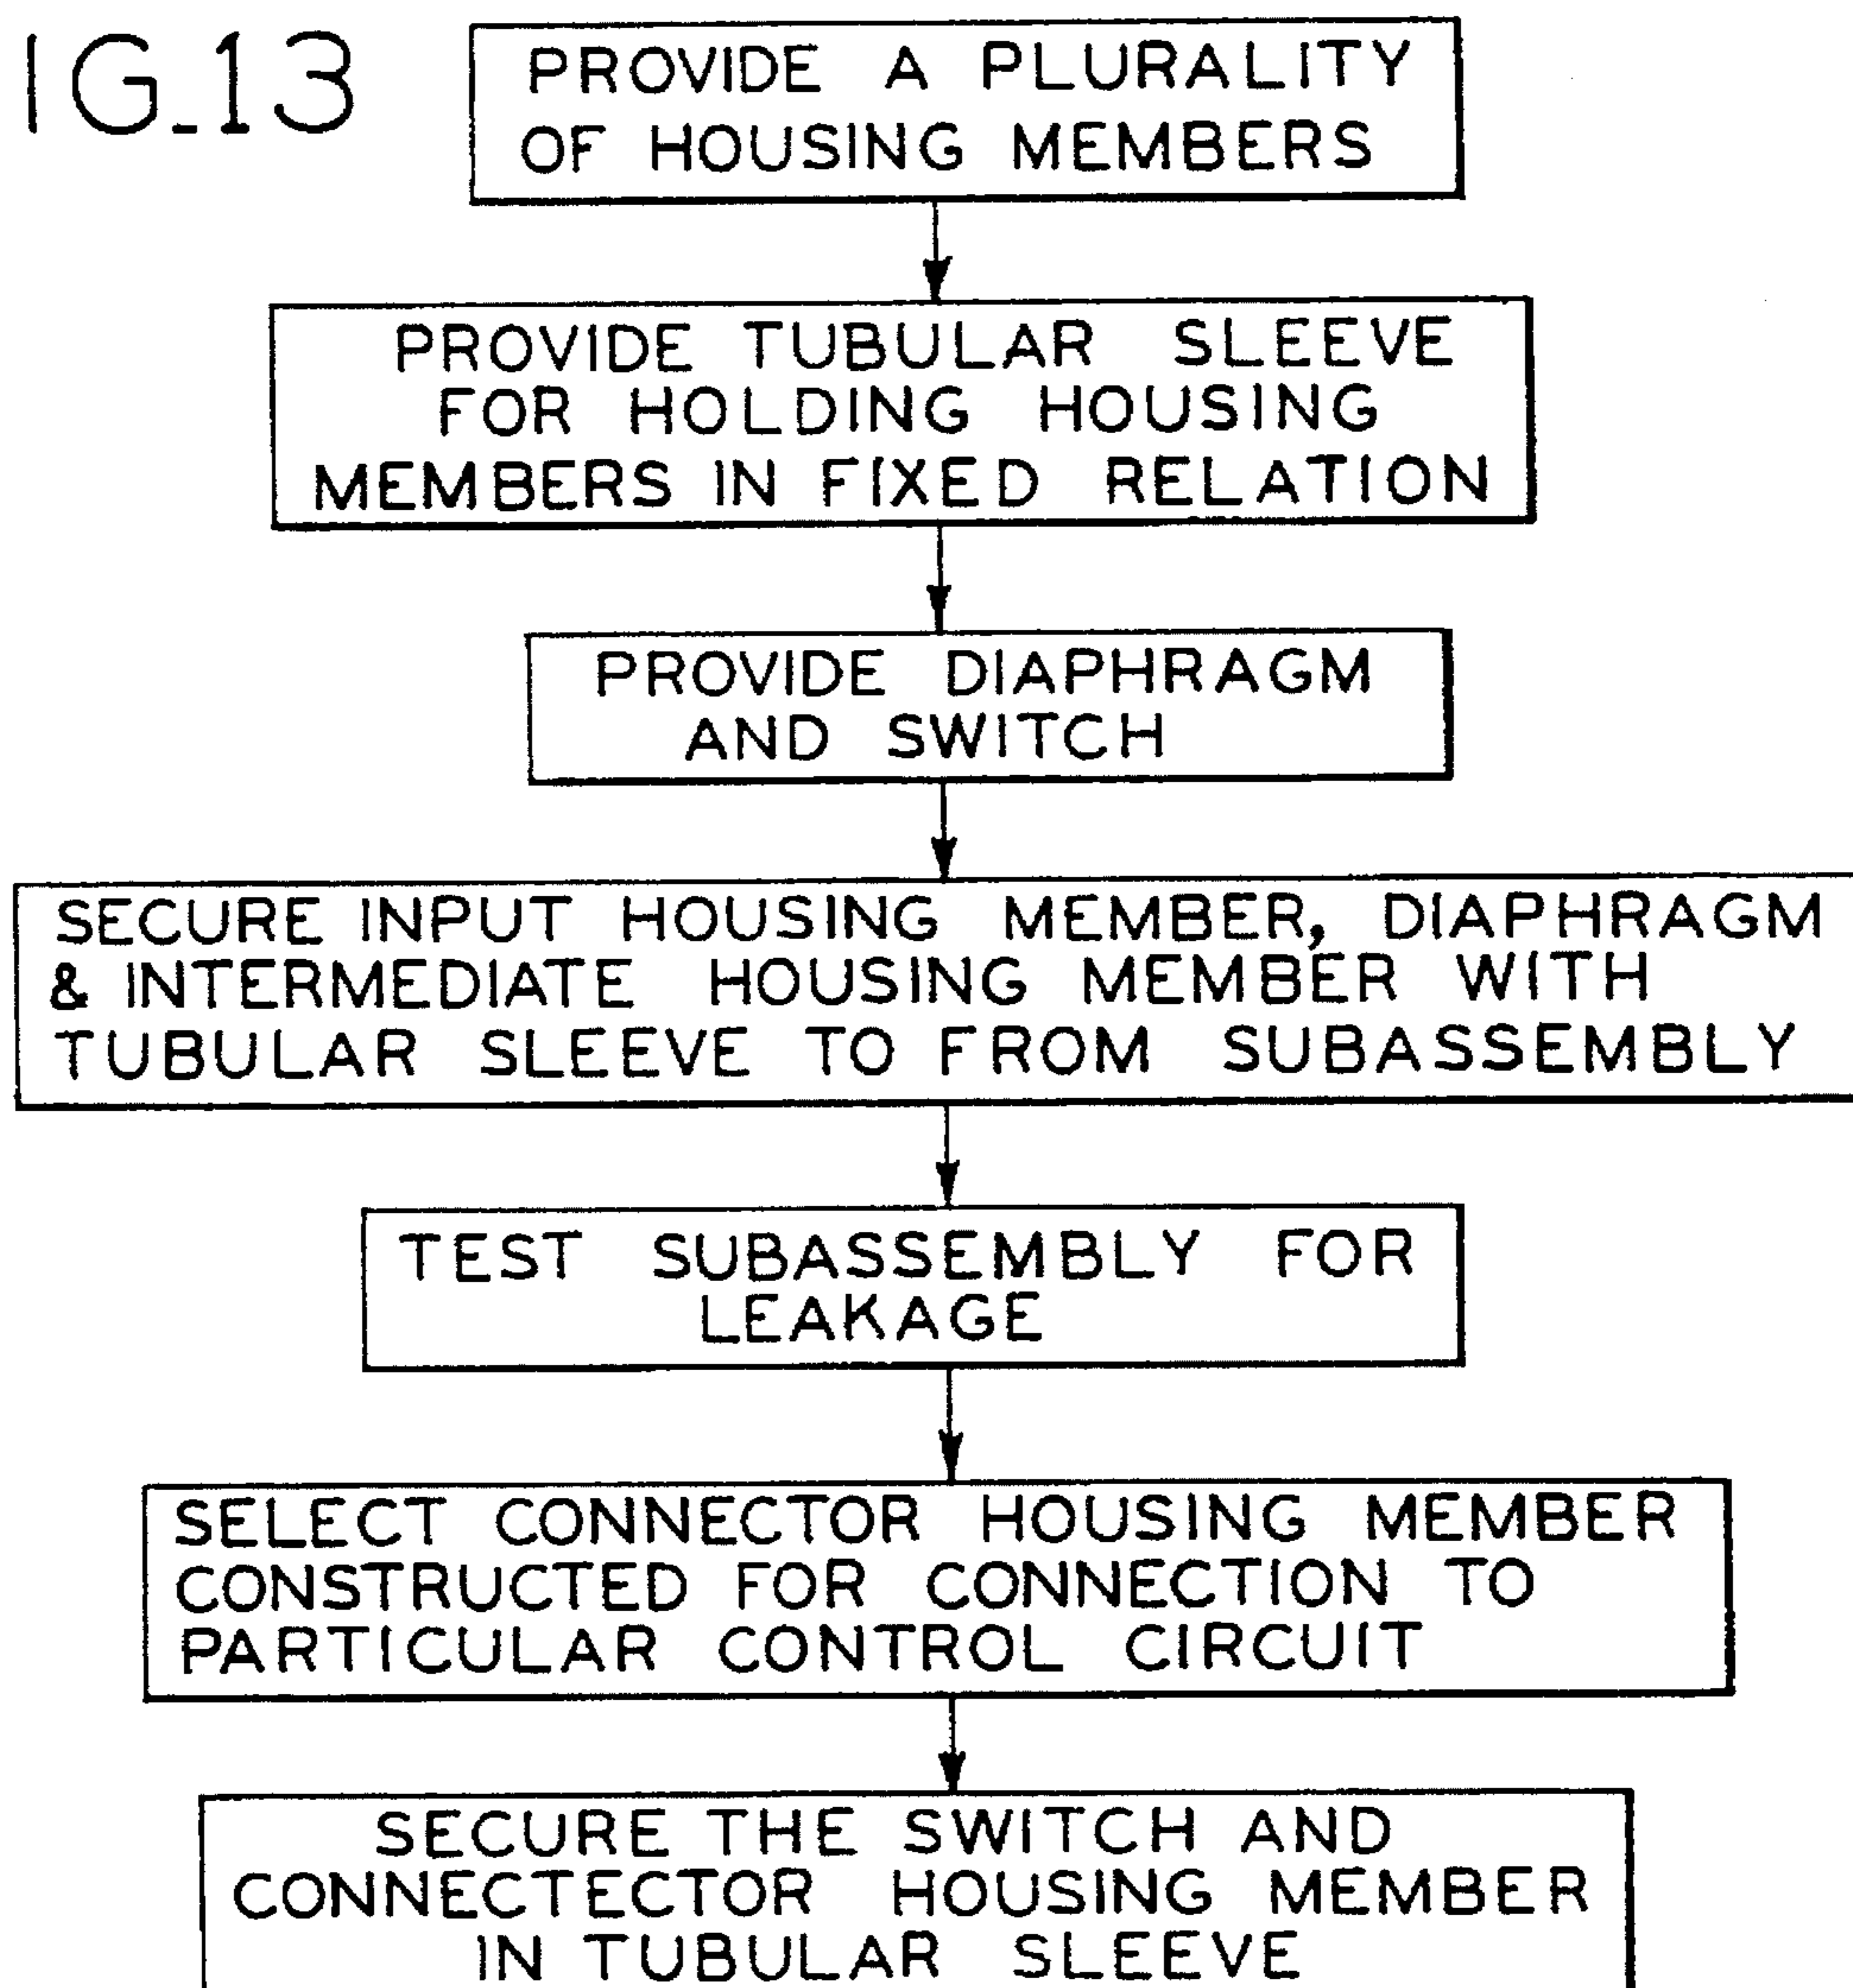 IG_13
PROVIDE A PLURALITY
OF HOUSING MEMBERS
PROVIDE TUBULAR SLEEVE
FOR HOLDING HOUSING
MEMBERS IN FIXED RELATION
PROVIDE DIAPHRAGM
AND SWITCH
SECURE INPUT HOUSING MEMBER, DIAPHRAGM
& INTERMEDIATE HOUSING MEMBER WITH
TUBULAR SLEEVE TO FROM SUBASSEMBLY
TEST SUBASSEMBLY FOR
LEAKAGE
SELECT CONNECTOR HOUSING MEMBER
CONSTRUCTED FOR CONNECTION TO
PARTICULAR CONTROL CIRCUIT
SECURE THE SWITCH AND
CONNECTECTOR HOUSING MEMBER
IN TUBULAR SLEEVE